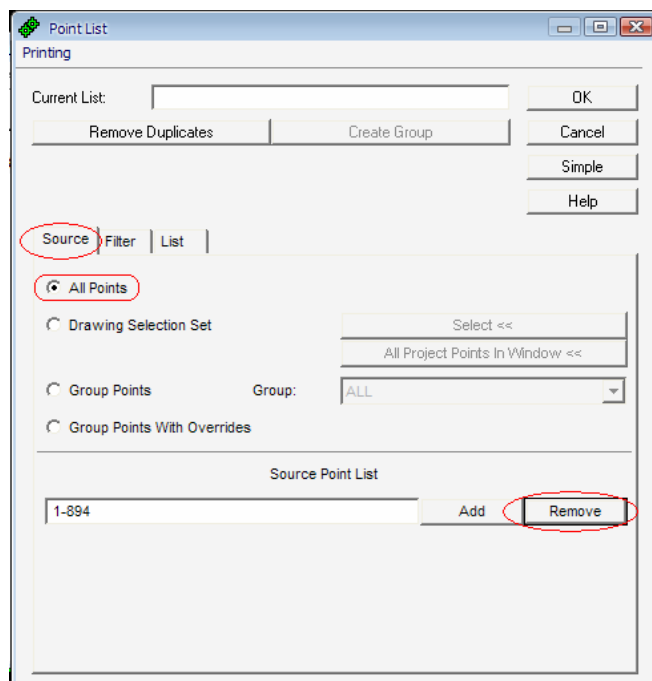 Point List
Printing
Current List:
OK
Remove Duplicates
Create Group
Cancel
Simple
Help
Source
Filter
List
All Points
Drawing Selection Set
Select <<
All Project Points In Window <<
Group Points
Group:
ALL
Group Points With Overrides
Source Point List
1-894
Add
Remove